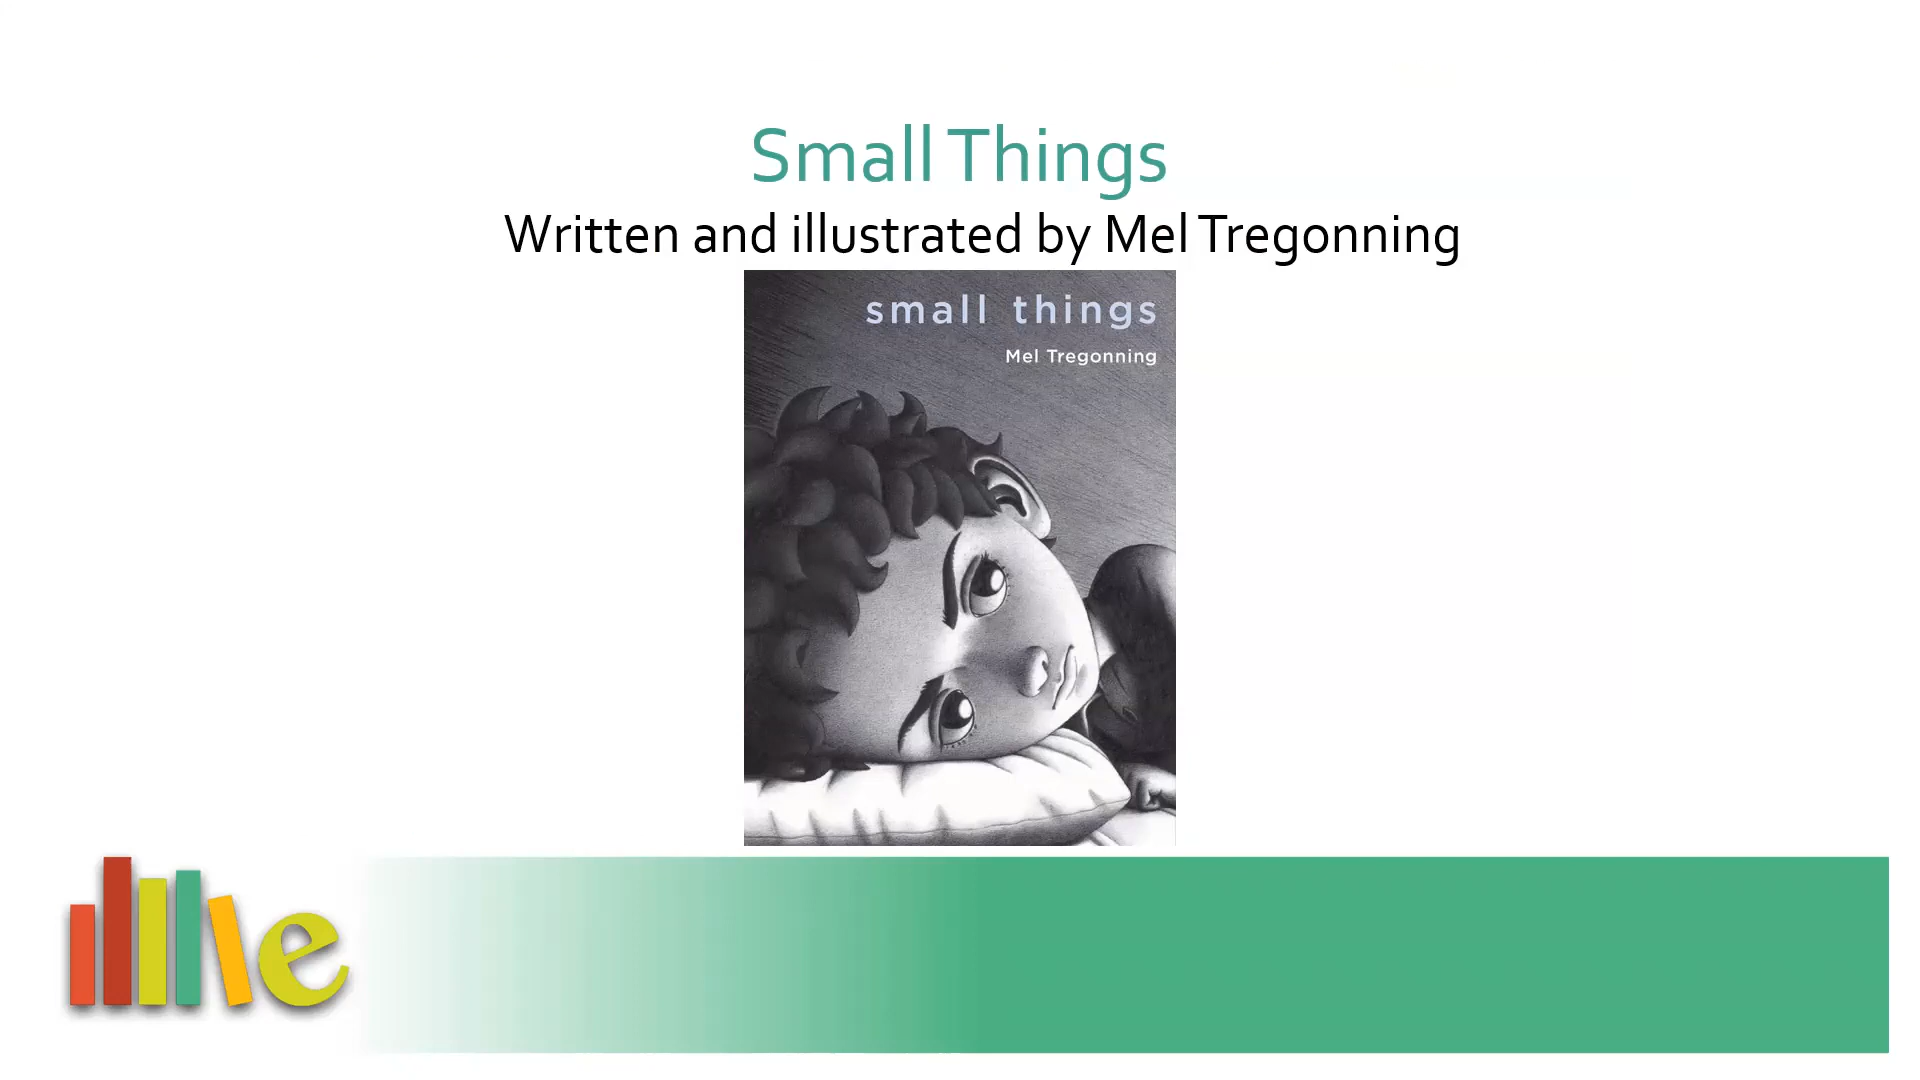 Small Things
Written and illustrated by Mel Tregonning
small things
Mel Tregonning
e